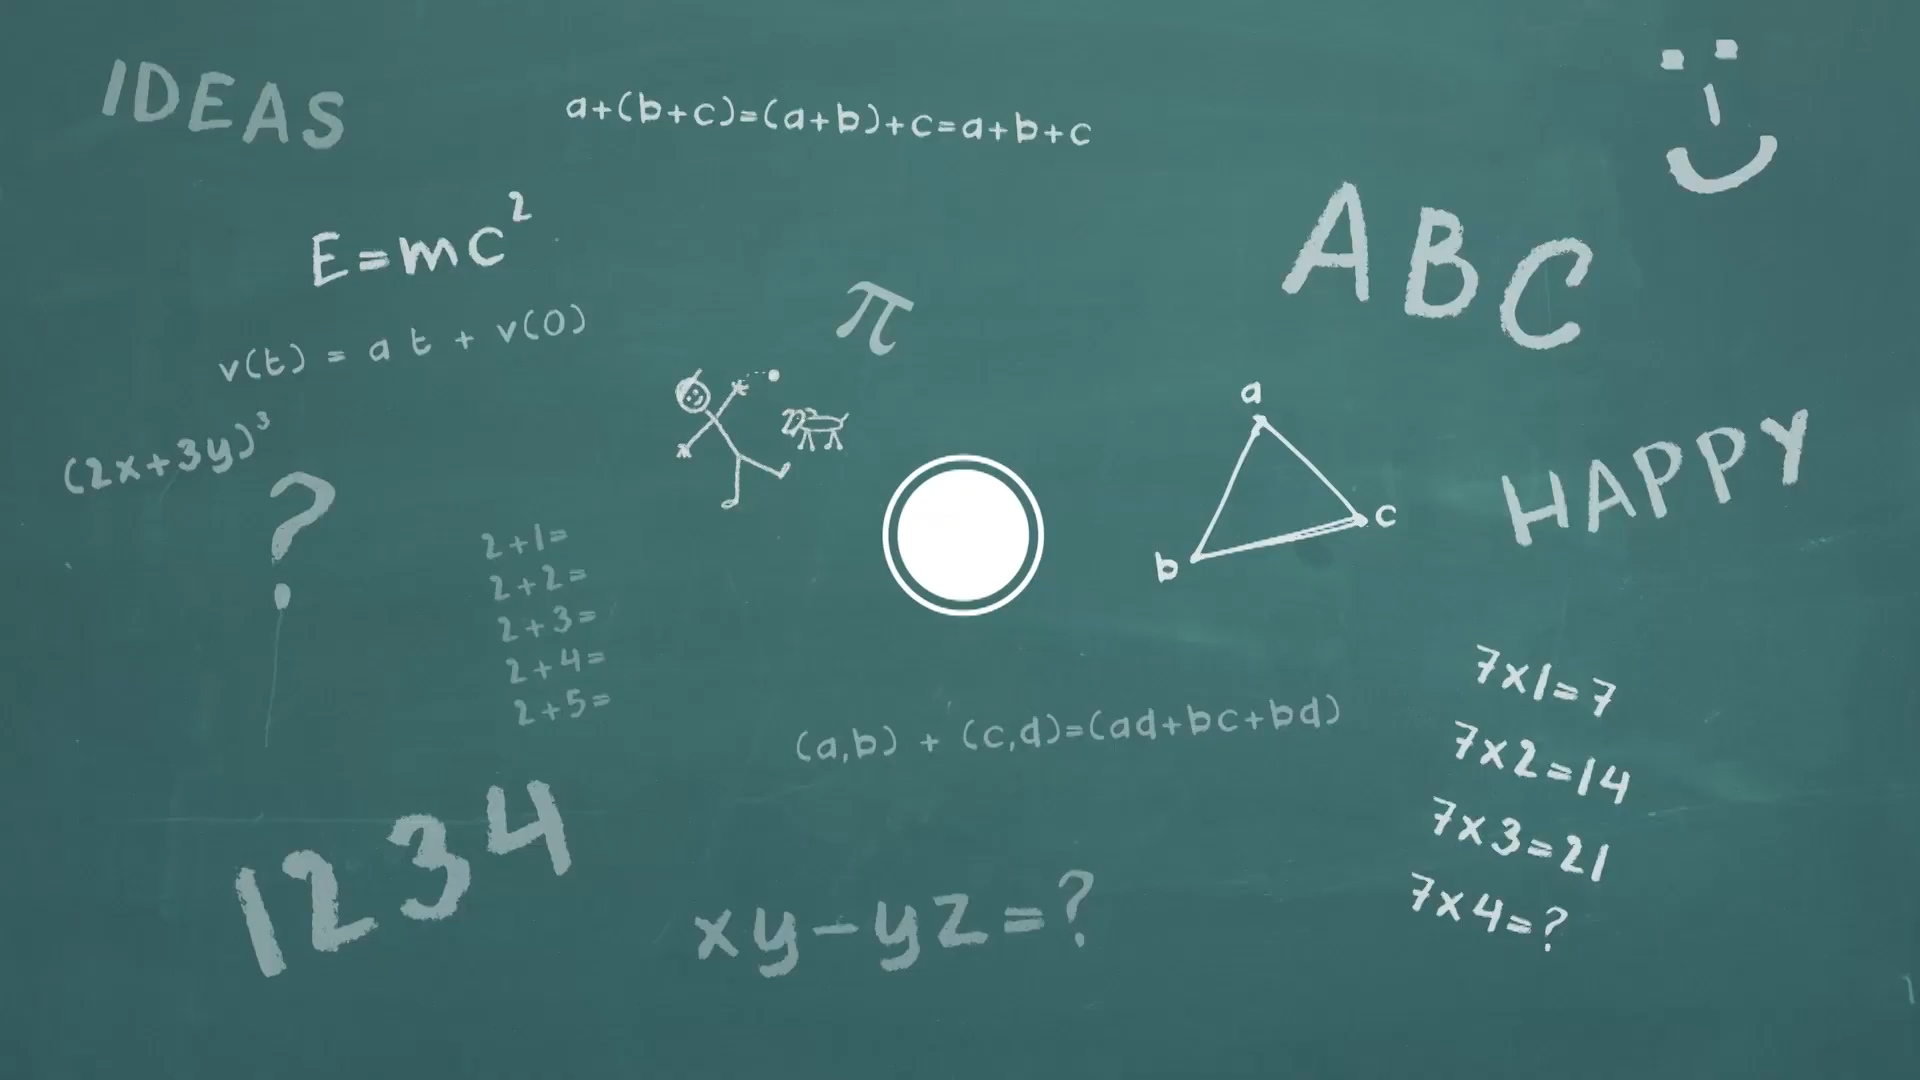 IDEAS
a+(b+c)=(a+b)+c=a+b+c
E=mc²
ABC
π
v(t) = at + v(0)
a
(2x+3y)³
HAPPY
?
c
b
2+1=
2+2=
2+3=
2+4=
2+5=
7x1=7
7x2=14
7x3=21
7x4=?
(a,b) + (c,d)=(ad+bc+bd)
1234
xy-yz=?